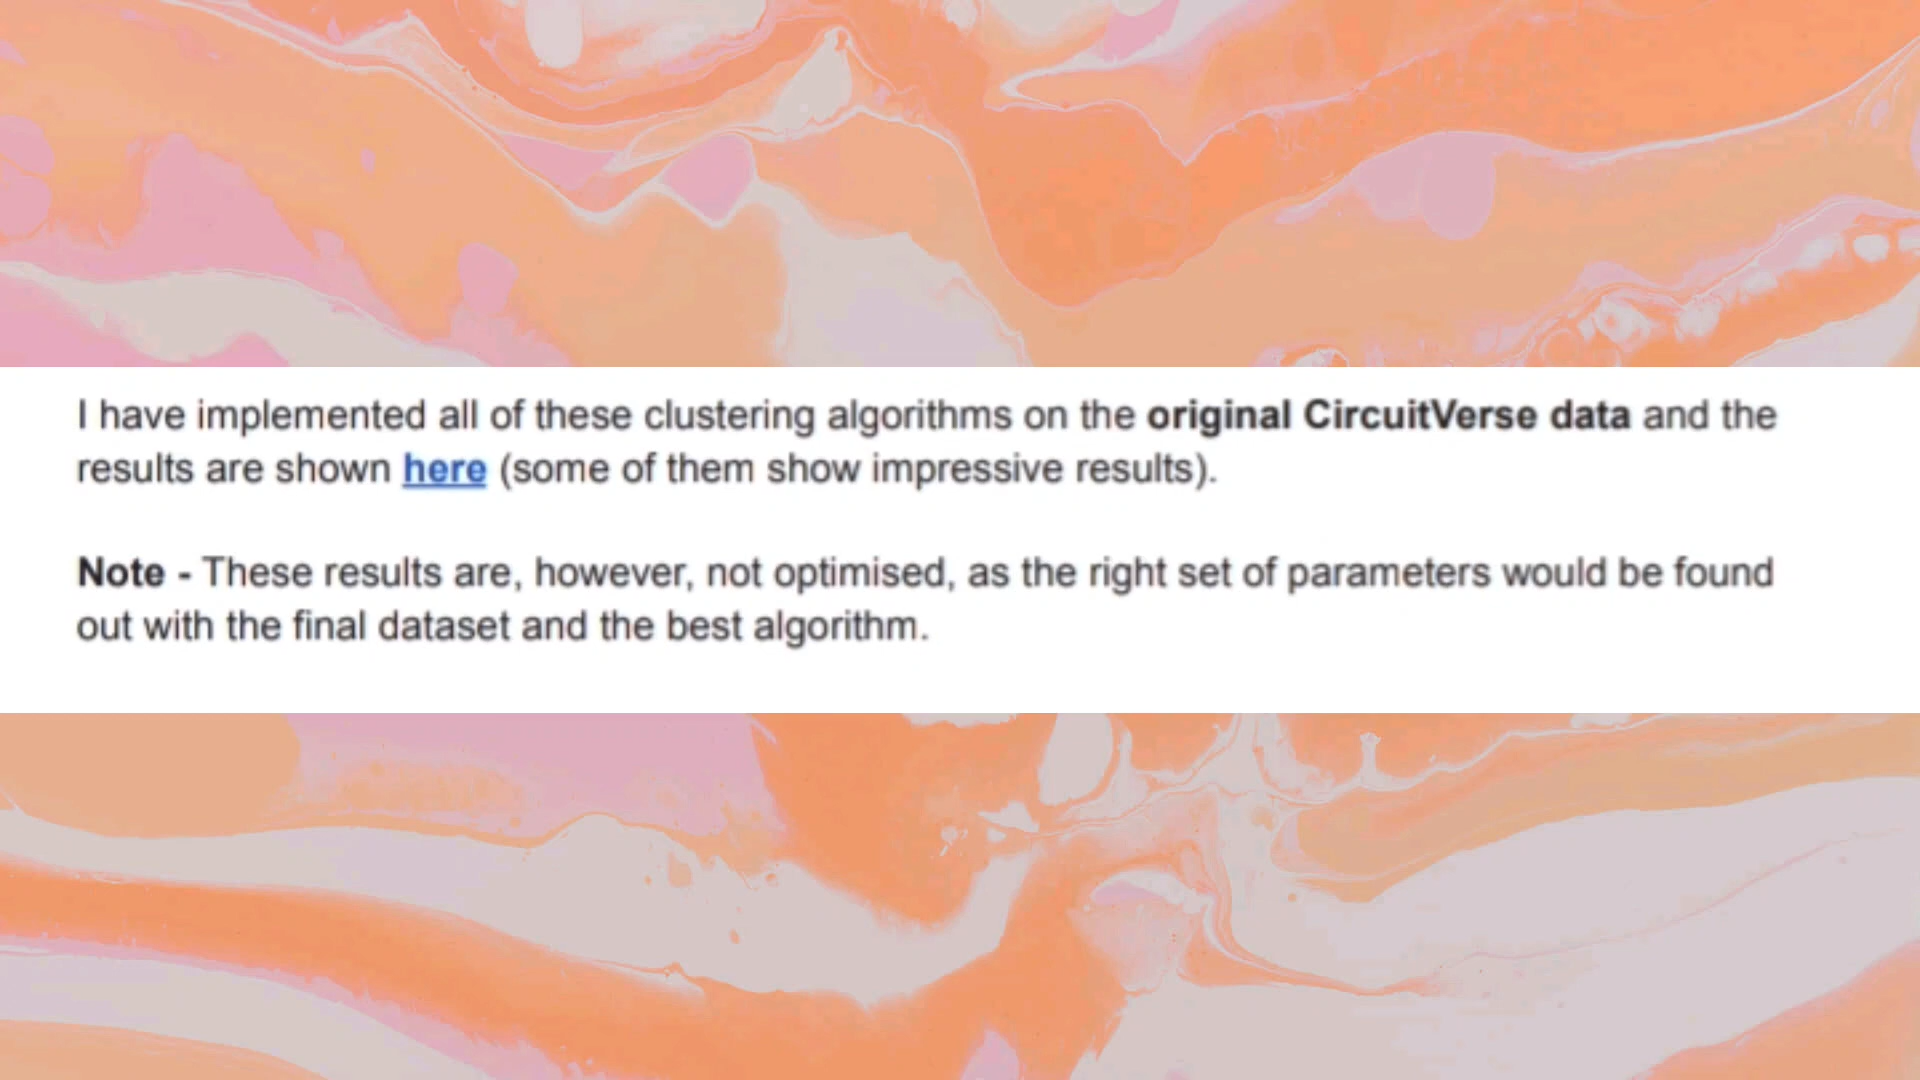 I have implemented all of these clustering algorithms on the original CircuitVerse data and the
results are shown here (some of them show impressive results).
Note - These results are, however, not optimised, as the right set of parameters would be found
out with the final dataset and the best algorithm.